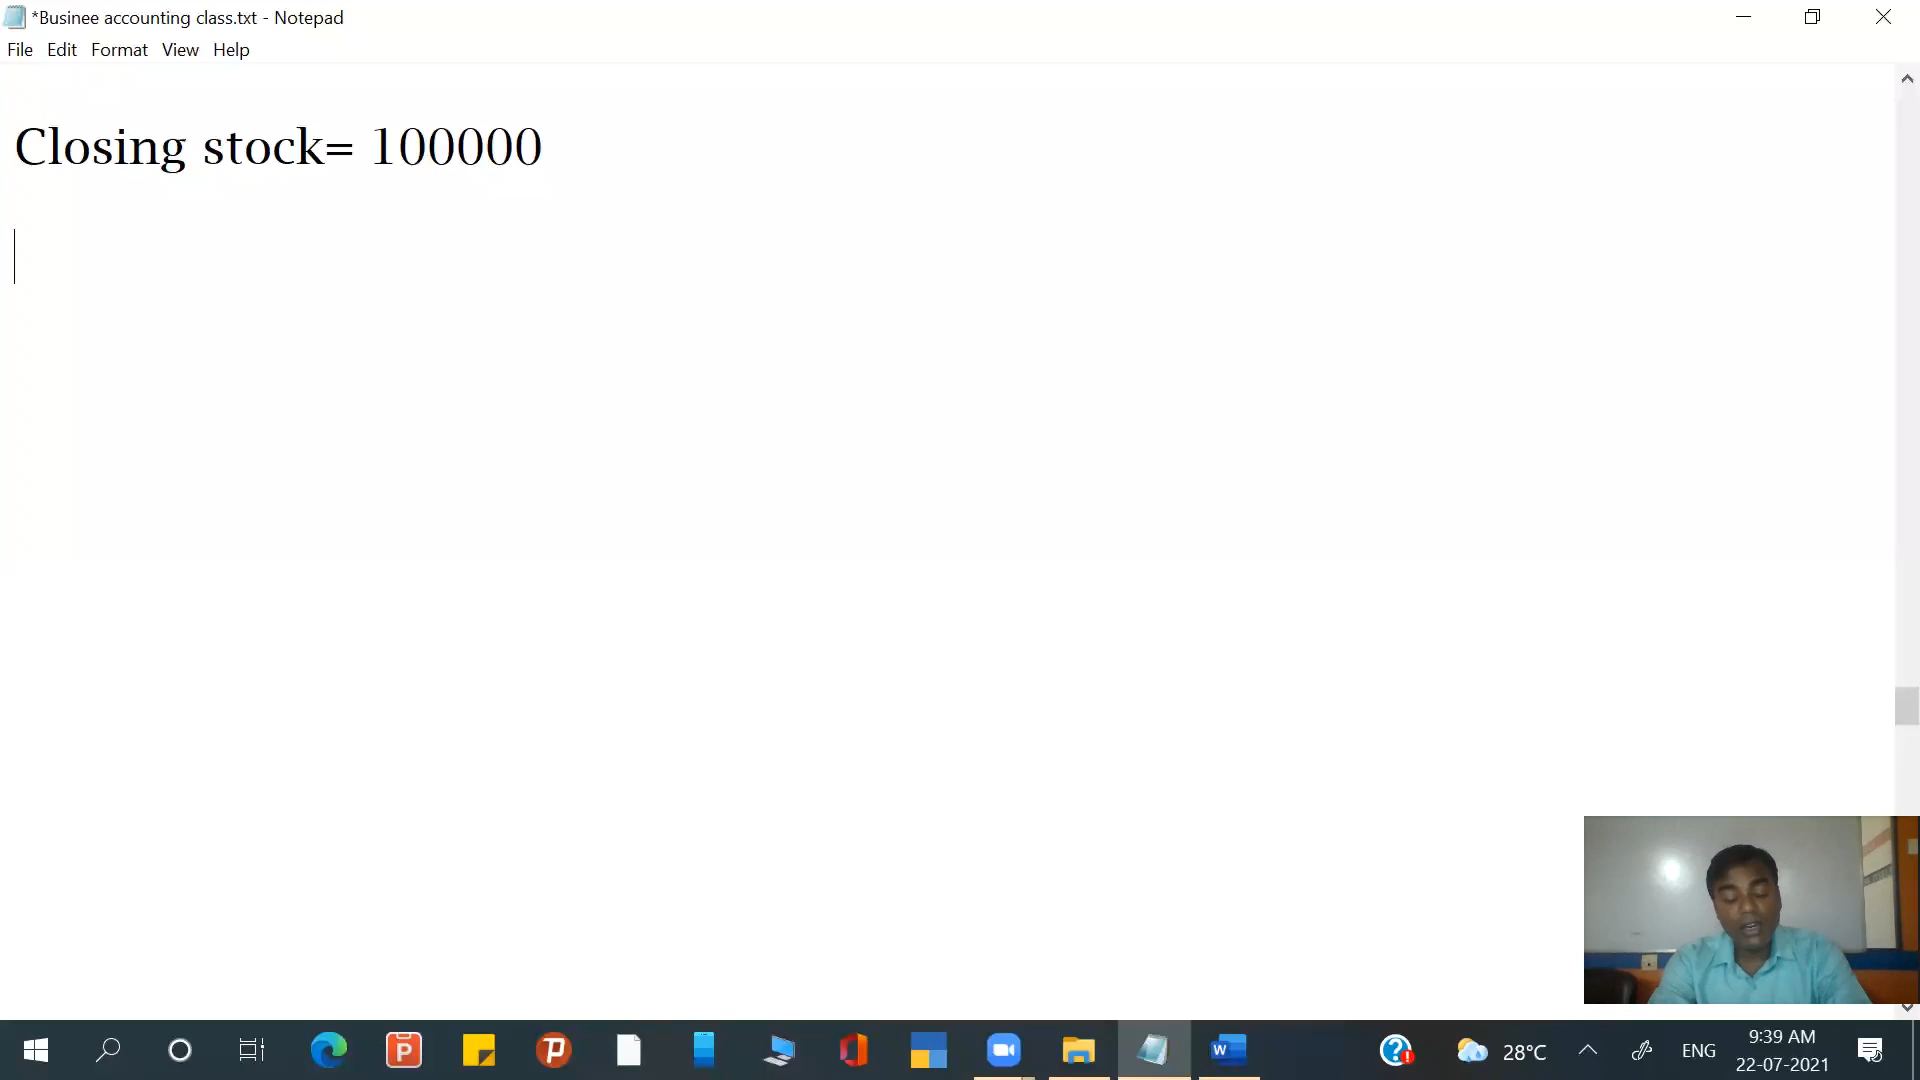 *Businee accounting class.txt - Notepad
File Edit Format View Help
Closing stock= 100000
28°C
ENG
9:39 AM
22-07-2021